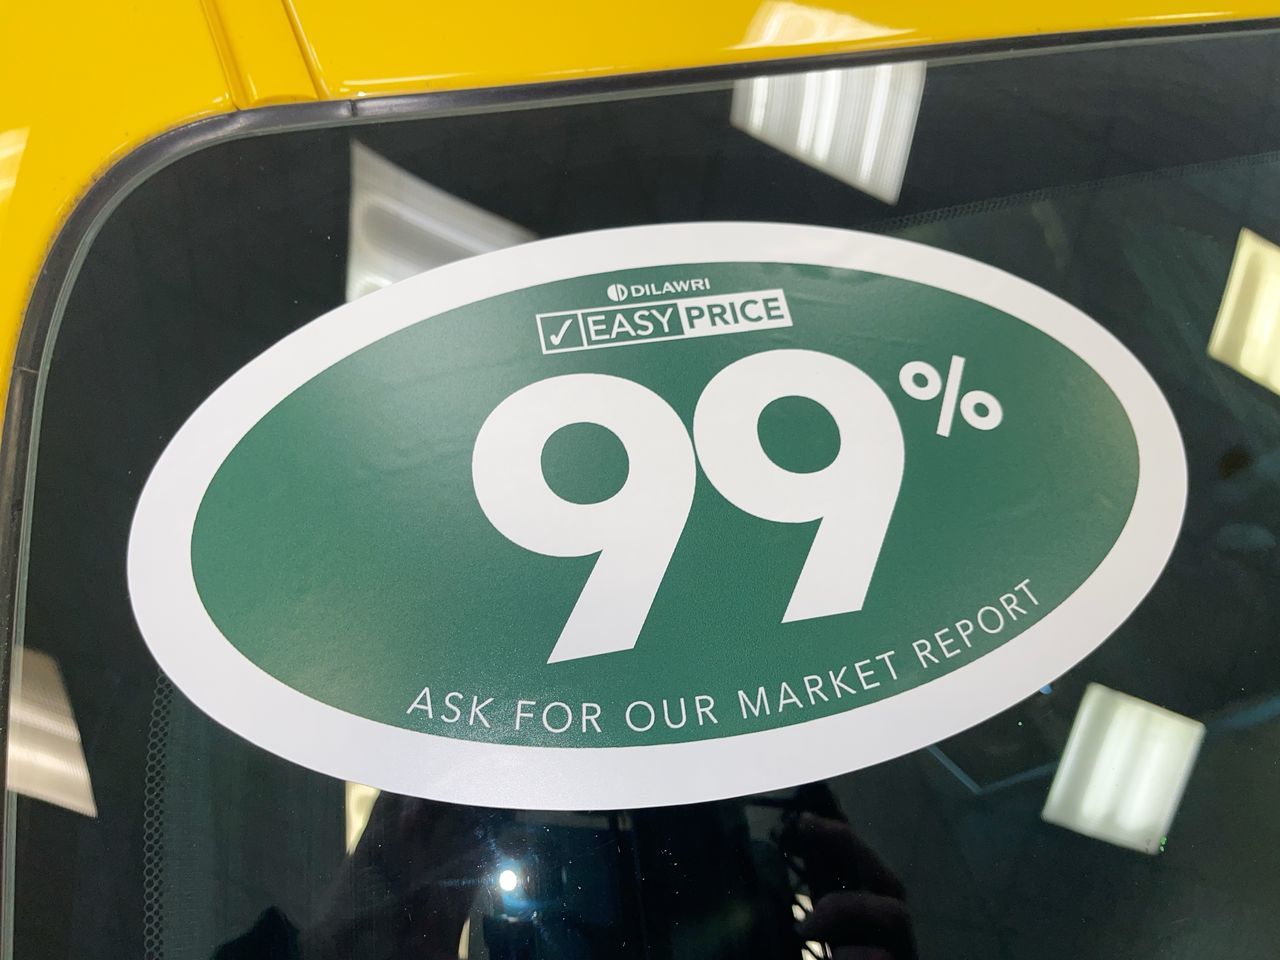 DILAWRI
✓ EASY PRICE
99%
ASK FOR OUR MARKET REPORT